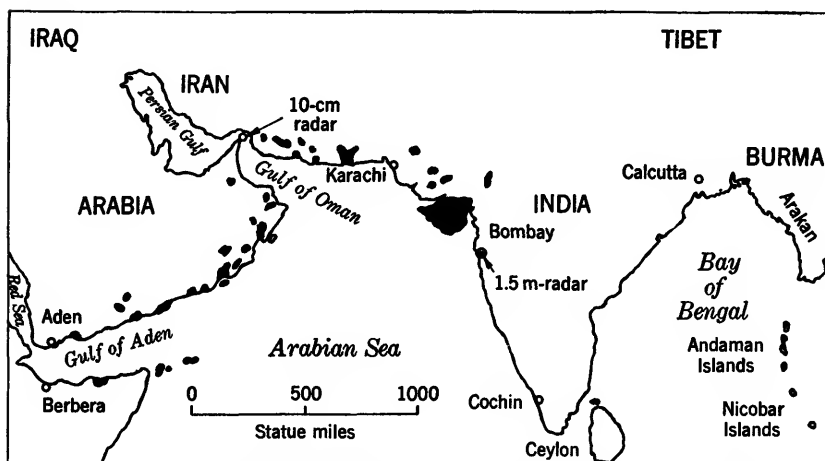 IRAQ
TIBET
IRAN
10-cm
radar
Persian Gulf
Karachi
Gulf of Oman
Calcutta
BURMA
ARABIA
INDIA
Arakan
Bombay
Red Sea
1.5 m-radar
Bay
of
Bengal
Aden
Gulf of Aden
Arabian Sea
Andaman
Islands
Berbera
0 500 1000
Statue miles
Cochin
Ceylon
Nicobar
Islands